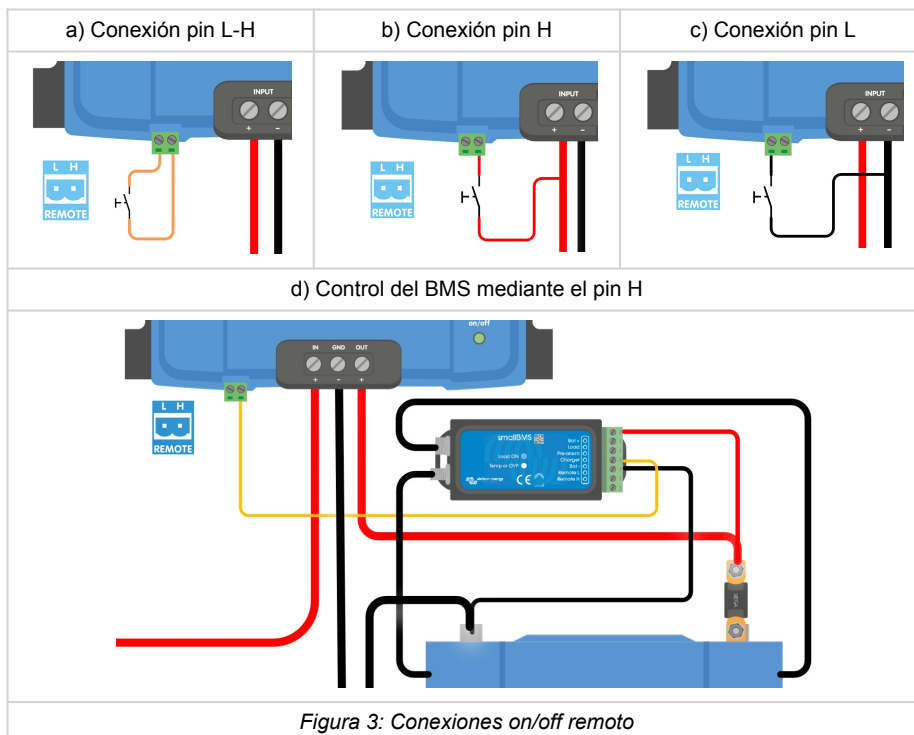 a) Conexión pin L-H
b) Conexión pin H
c) Conexión pin L
INPUT
+ -
L H
REMOTE
INPUT
+ -
L H
REMOTE
INPUT
+ -
L H
REMOTE
d) Control del BMS mediante el pin H
on/off
IN GND OUT
+ - +
L H
REMOTE
smallBMS
Load ON
Temp or OVP
victron energy
CE
Bat +
Load
Pre-alarm
Charger
Bat -
Remote L
Remote H
MEGA
Figura 3: Conexiones on/off remoto